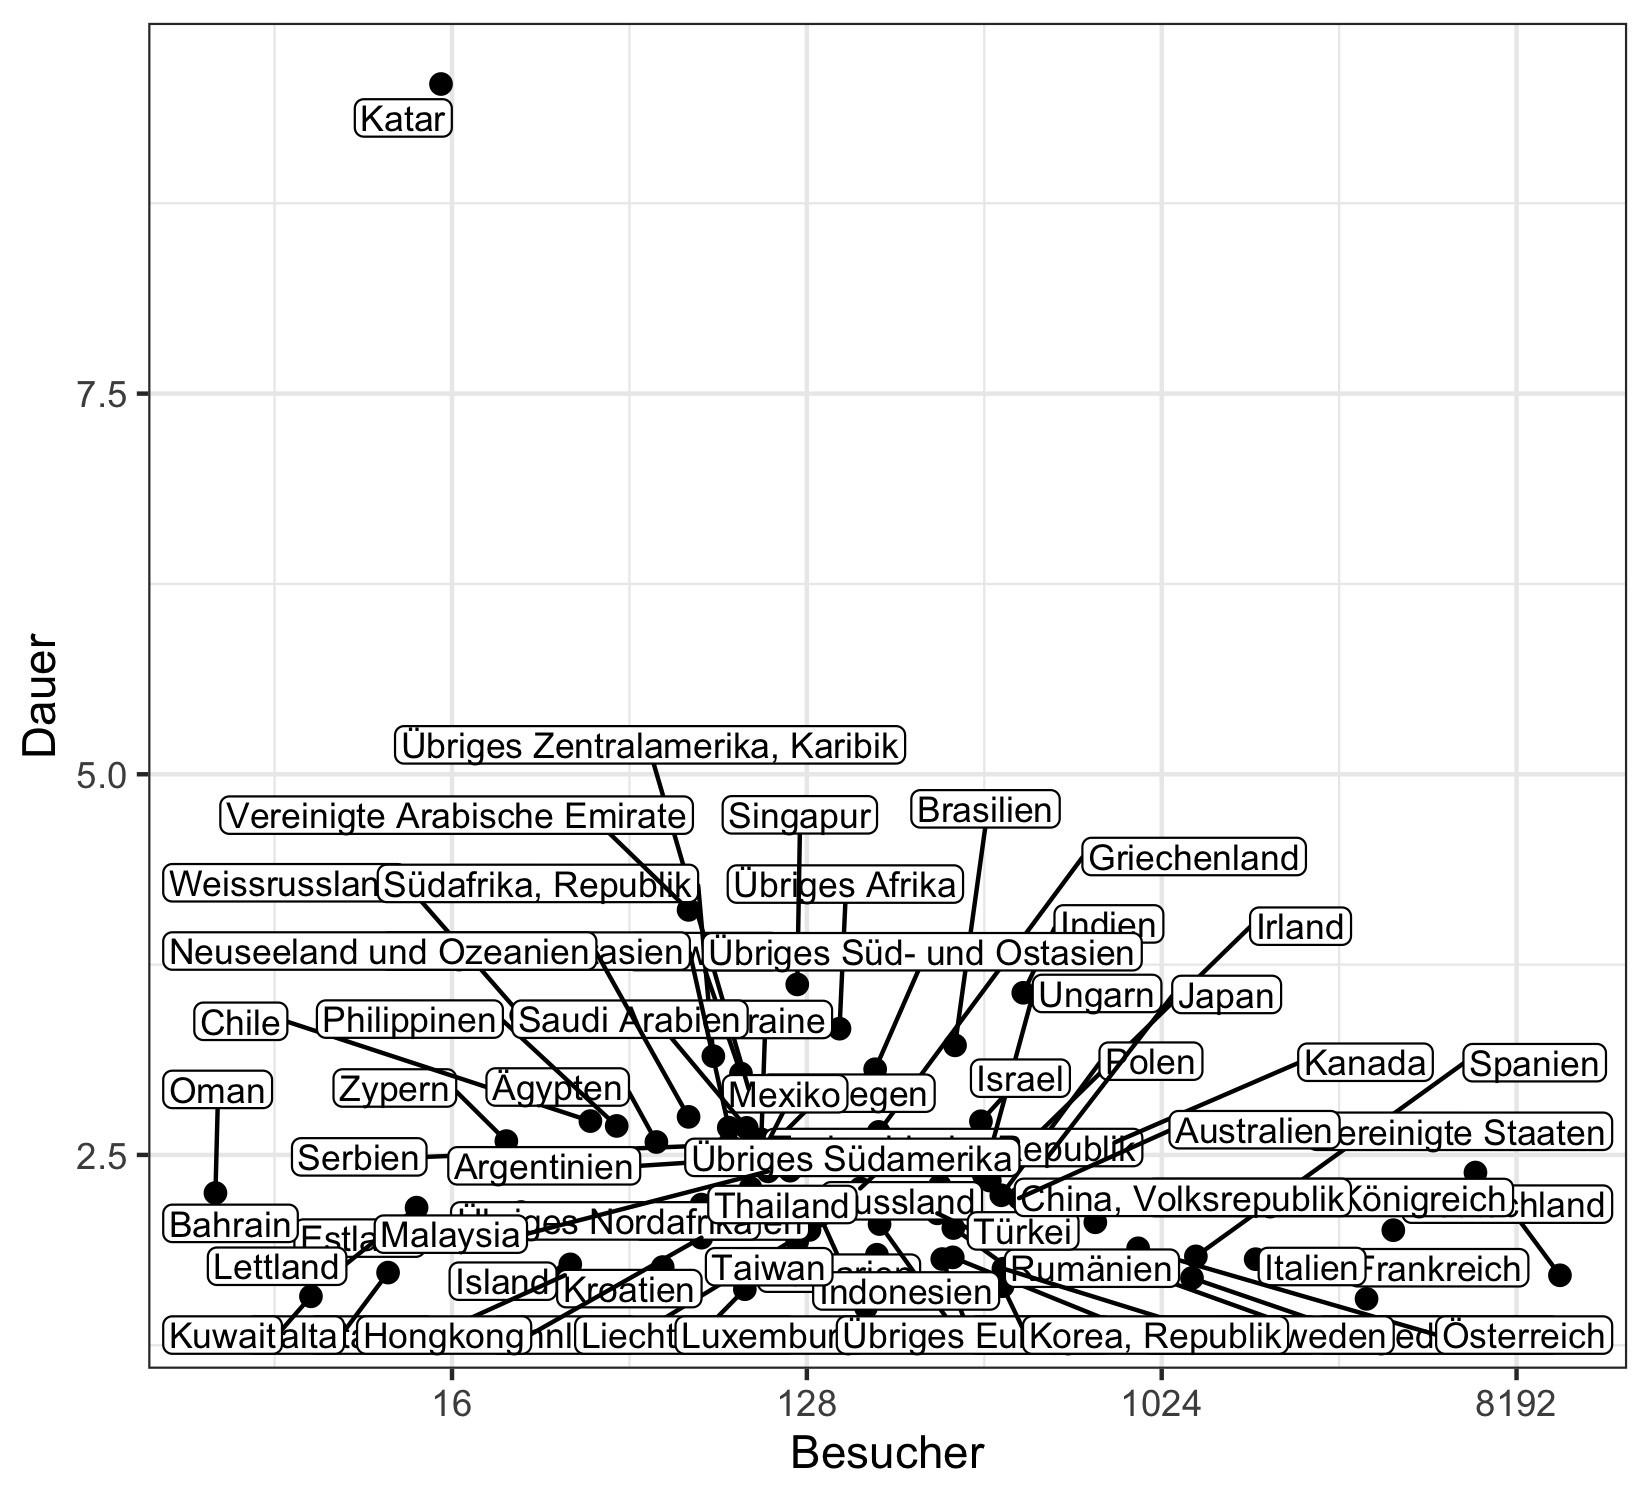 Katar
7.5
Dauer
Übriges Zentralamerika, Karibik
5.0
Vereinigte Arabische Emirate
Singapur
Brasilien
Griechenland
Südafrika, Republik
Übriges Afrika
Indien
Irland
Neuseeland und Ozeanien
Übriges Süd- und Ostasien
Ungarn
Japan
Chile
Philippinen
Saudi Arabien
Oman
Zypern
Ägypten
Mexiko
Israel
Polen
Kanada
Spanien
2.5
Serbien
Argentinien
Übriges Südamerika
Australien
Bahrain
Malaysia
Thailand
China, Volksrepublik
Türkei
Lettland
Island
Kroatien
Taiwan
Indonesien
Rumänien
Italien
Frankreich
Kuwait
Hongkong
Korea, Republik
Österreich
16
128
1024
8192
Besucher